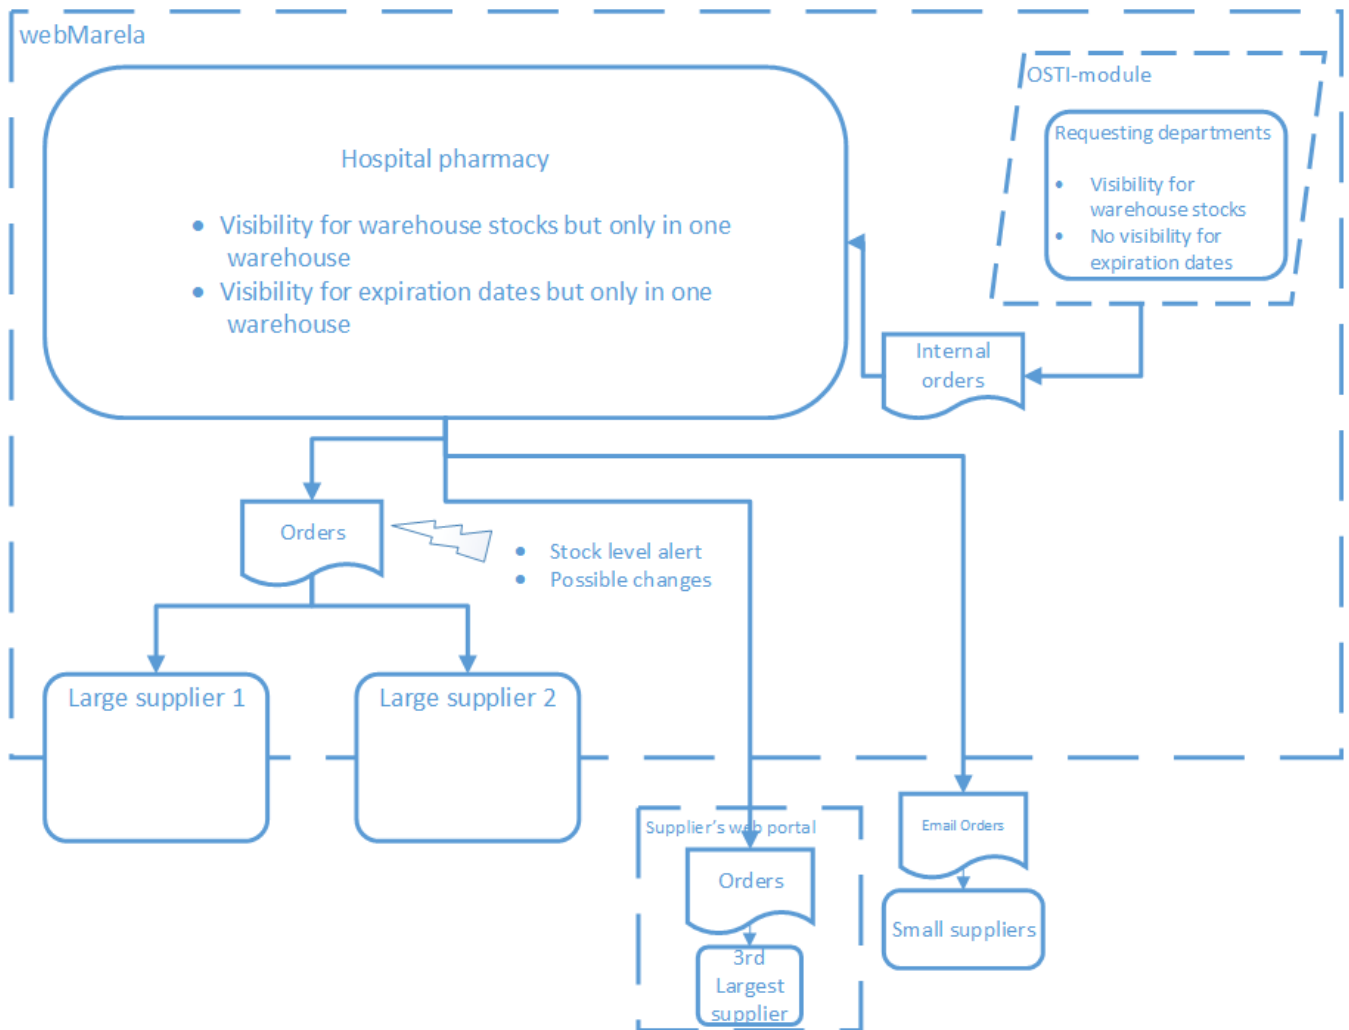 webMarela
OSTI-module
Requesting departments
• Visibility for
warehouse stocks
• No visibility for
expiration dates
Hospital pharmacy
• Visibility for warehouse stocks but only in one
warehouse
• Visibility for expiration dates but only in one
warehouse
Internal
orders
Orders
• Stock level alert
• Possible changes
Large supplier 1
Large supplier 2
Supplier's web portal
Orders
3rd
Largest
supplier
Email Orders
Small suppliers